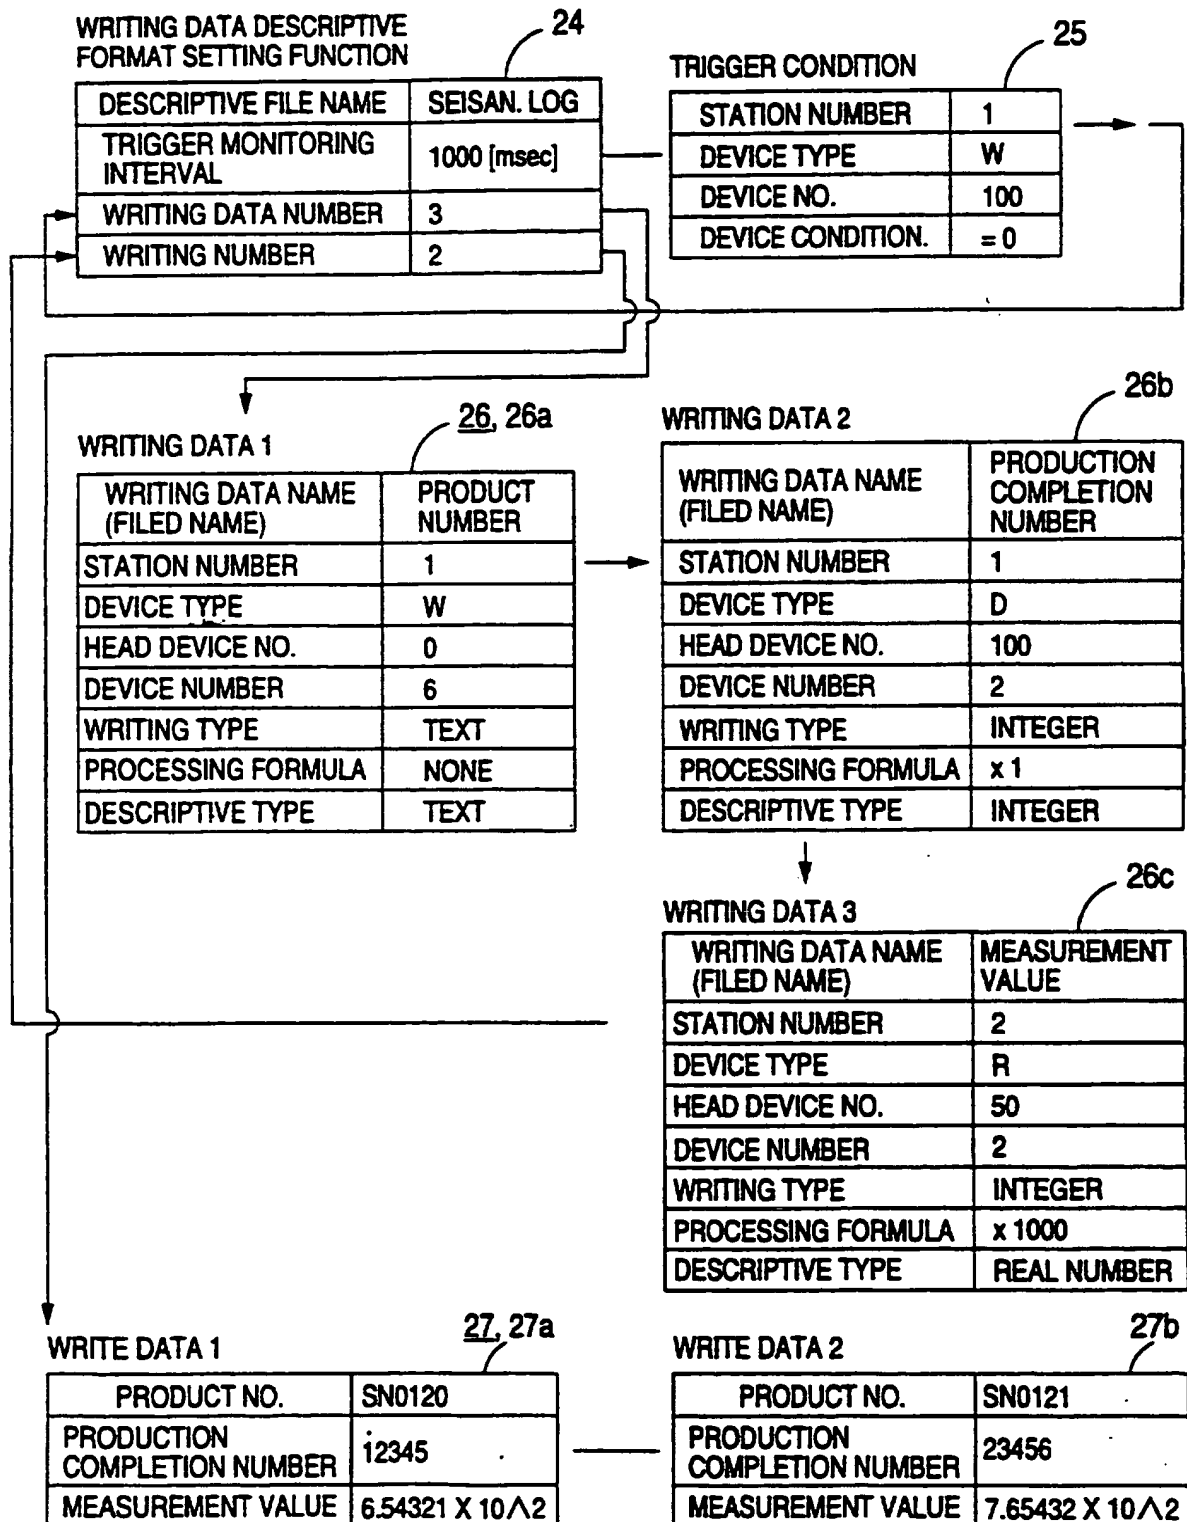 WRITING DATA DESCRIPTIVE
FORMAT SETTING FUNCTION
24
DESCRIPTIVE FILE NAME SEISAN. LOG
TRIGGER MONITORING
INTERVAL 1000 [msec]
WRITING DATA NUMBER 3
WRITING NUMBER 2
TRIGGER CONDITION
25
STATION NUMBER 1
DEVICE TYPE W
DEVICE NO. 100
DEVICE CONDITION. = 0
WRITING DATA 1
26, 26a
WRITING DATA NAME
(FILED NAME)
PRODUCT
NUMBER
STATION NUMBER 1
DEVICE TYPE W
HEAD DEVICE NO. 0
DEVICE NUMBER 6
WRITING TYPE TEXT
PROCESSING FORMULA NONE
DESCRIPTIVE TYPE TEXT
WRITING DATA 2
26b
WRITING DATA NAME
(FILED NAME)
PRODUCTION
COMPLETION
NUMBER
STATION NUMBER 1
DEVICE TYPE D
HEAD DEVICE NO. 100
DEVICE NUMBER 2
WRITING TYPE INTEGER
PROCESSING FORMULA x 1
DESCRIPTIVE TYPE INTEGER
WRITING DATA 3
26c
WRITING DATA NAME
(FILED NAME)
MEASUREMENT
VALUE
STATION NUMBER 2
DEVICE TYPE R
HEAD DEVICE NO. 50
DEVICE NUMBER 2
WRITING TYPE INTEGER
PROCESSING FORMULA x 1000
DESCRIPTIVE TYPE REAL NUMBER
WRITE DATA 1
27, 27a
PRODUCT NO. SN0120
PRODUCTION
COMPLETION NUMBER 12345
MEASUREMENT VALUE 6.54321 X 10∧2
WRITE DATA 2
27b
PRODUCT NO. SN0121
PRODUCTION
COMPLETION NUMBER 23456
MEASUREMENT VALUE 7.65432 X 10∧2